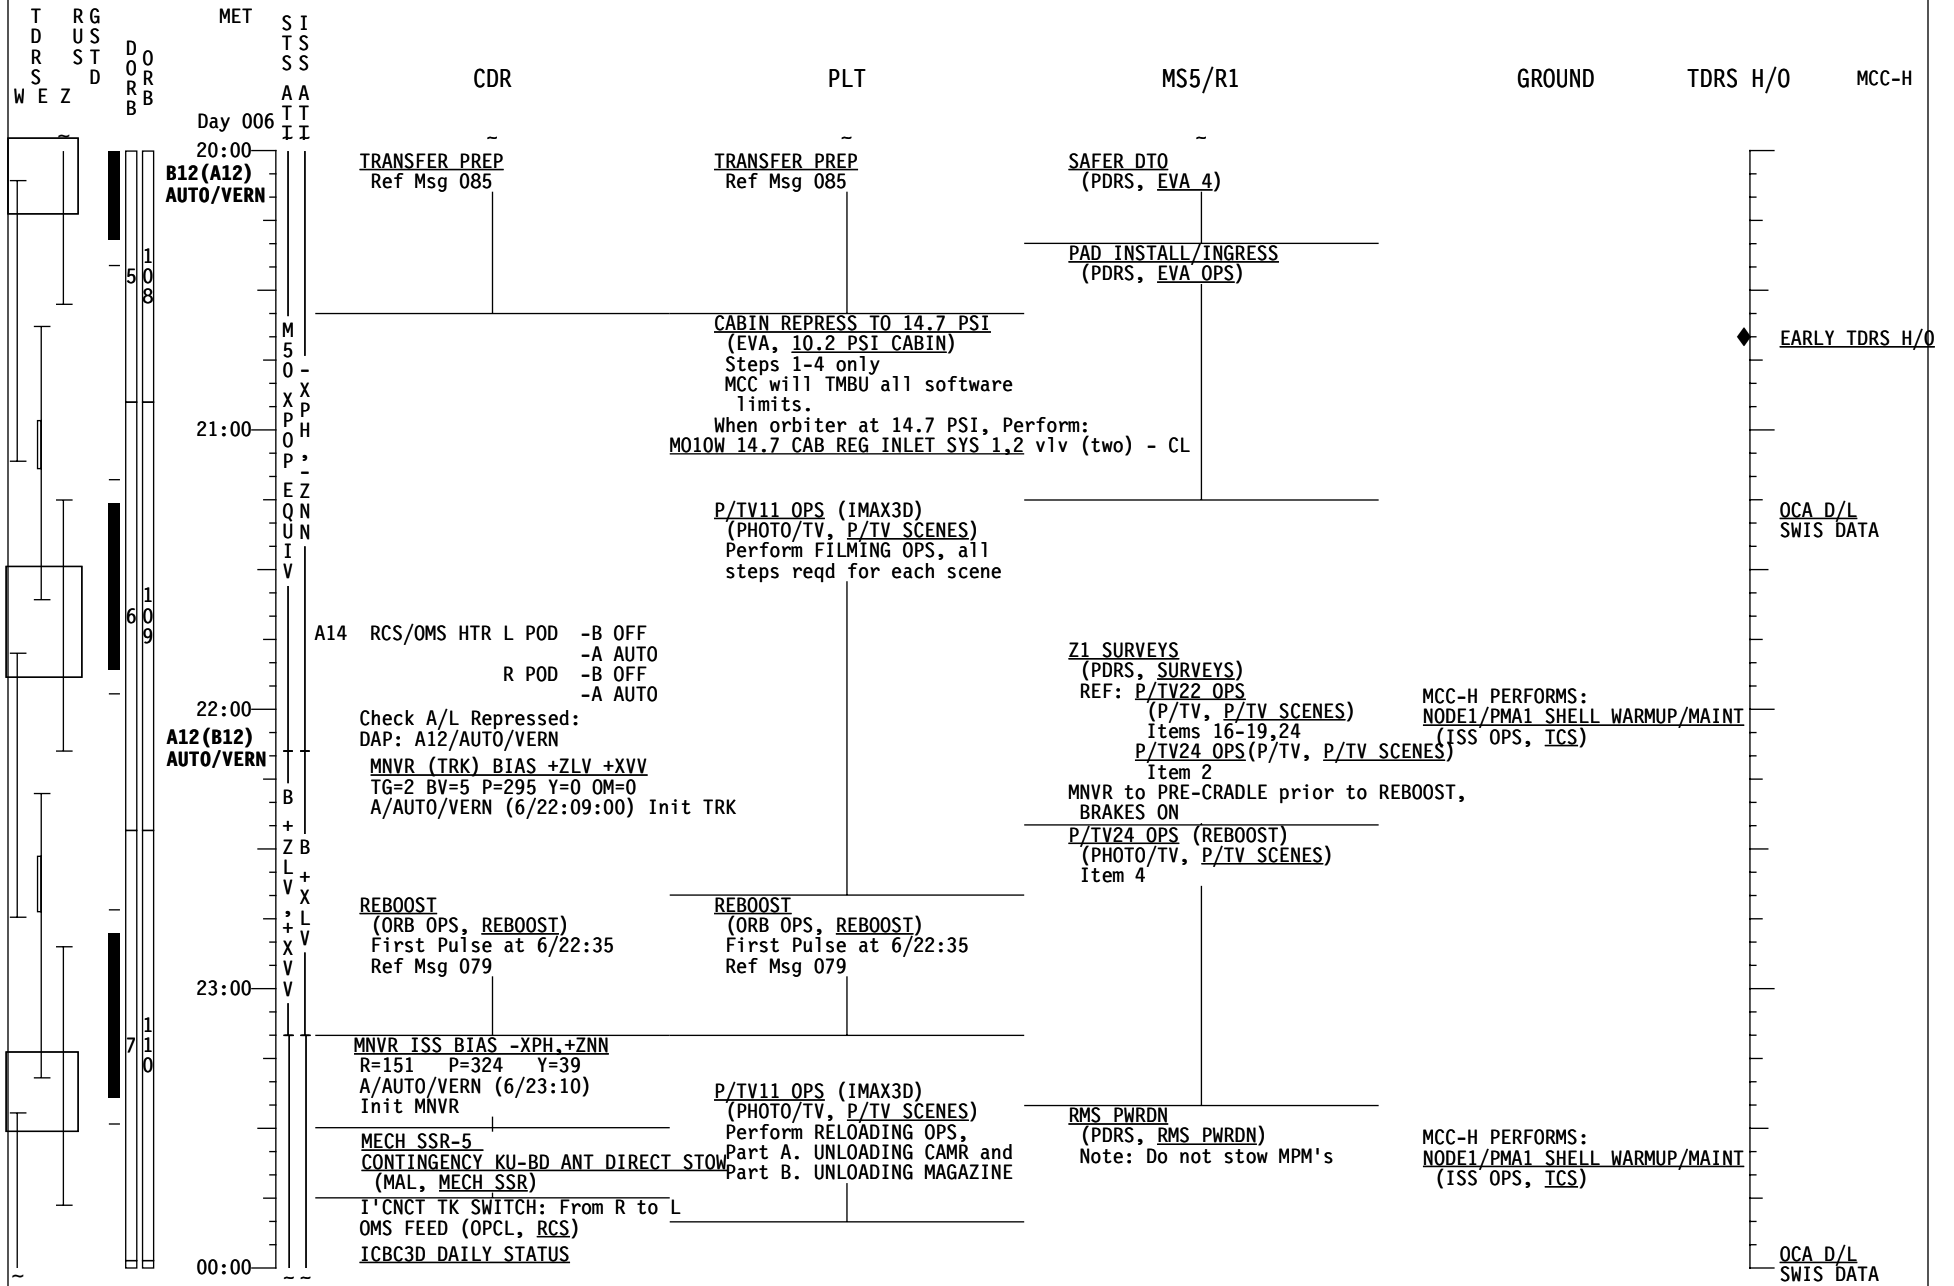 TDRS
W E Z
RUS
GSTD
DORB
ORB
MET
STS ATT
ISS ATT
CDR
PLT
MS5/R1
GROUND
TDRS H/O
MCC-H
Day 006
~
~
~
~
20:00
B12(A12)
AUTO/VERN
21:00
22:00
A12(B12)
AUTO/VERN
23:00
00:00
5
108
6
109
7
110
M50 XPOP EQUIV
-XPH,-ZNN
B +ZLV,+XVV
B +XLV
~
~ ~
TRANSFER PREP
Ref Msg 085
A14 RCS/OMS HTR L POD -B OFF
-A AUTO
R POD -B OFF
-A AUTO
Check A/L Repressed:
DAP: A12/AUTO/VERN
MNVR (TRK) BIAS +ZLV +XVV
TG=2 BV=5 P=295 Y=0 OM=0
A/AUTO/VERN (6/22:09:00) Init TRK
REBOOST
(ORB OPS, REBOOST)
First Pulse at 6/22:35
Ref Msg 079
MNVR ISS BIAS -XPH,+ZNN
R=151 P=324 Y=39
A/AUTO/VERN (6/23:10)
Init MNVR
MECH SSR-5
CONTINGENCY KU-BD ANT DIRECT STOW
(MAL, MECH SSR)
I'CNCT TK SWITCH: From R to L
OMS FEED (OPCL, RCS)
ICBC3D DAILY STATUS
TRANSFER PREP
Ref Msg 085
CABIN REPRESS TO 14.7 PSI
(EVA, 10.2 PSI CABIN)
Steps 1-4 only
MCC will TMBU all software
limits.
When orbiter at 14.7 PSI, Perform:
MO10W 14.7 CAB REG INLET SYS 1,2 vlv (two) - CL
P/TV11 OPS (IMAX3D)
(PHOTO/TV, P/TV SCENES)
Perform FILMING OPS, all
steps reqd for each scene
REBOOST
(ORB OPS, REBOOST)
First Pulse at 6/22:35
Ref Msg 079
P/TV11 OPS (IMAX3D)
(PHOTO/TV, P/TV SCENES)
Perform RELOADING OPS,
Part A. UNLOADING CAMR and
Part B. UNLOADING MAGAZINE
SAFER DTO
(PDRS, EVA 4)
PAD INSTALL/INGRESS
(PDRS, EVA OPS)
Z1 SURVEYS
(PDRS, SURVEYS)
REF: P/TV22 OPS
(P/TV, P/TV SCENES)
Items 16-19,24
P/TV24 OPS(P/TV, P/TV SCENES)
Item 2
MNVR to PRE-CRADLE prior to REBOOST,
BRAKES ON
P/TV24 OPS (REBOOST)
(PHOTO/TV, P/TV SCENES)
Item 4
RMS PWRDN
(PDRS, RMS PWRDN)
Note: Do not stow MPM's
MCC-H PERFORMS:
NODE1/PMA1 SHELL WARMUP/MAINT
(ISS OPS, TCS)
MCC-H PERFORMS:
NODE1/PMA1 SHELL WARMUP/MAINT
(ISS OPS, TCS)
EARLY TDRS H/O
OCA D/L
SWIS DATA
OCA D/L
SWIS DATA